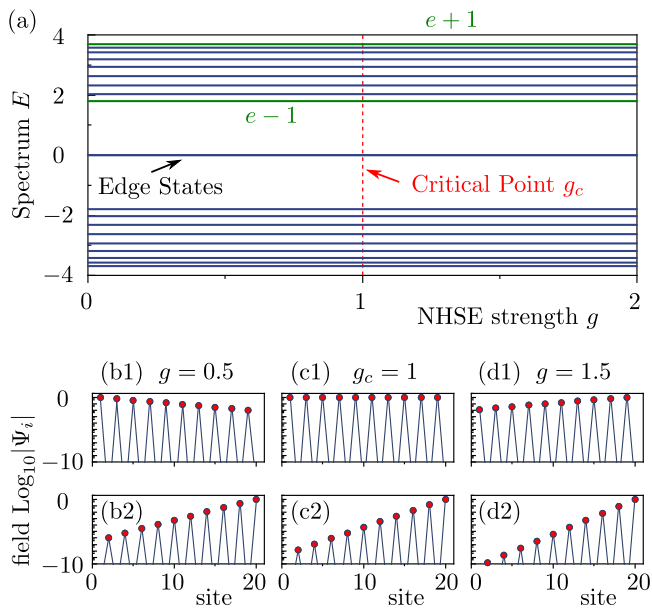 (a)
4
e + 1
2
e − 1
0
Edge States
Critical Point g_c
−2
−4
Spectrum E
0
1
2
NHSE strength g
(b1) g = 0.5
(c1) g_c = 1
(d1) g = 1.5
0
−10
(b2)
(c2)
(d2)
0
−10
field Log₁₀|Ψᵢ|
0 10 20
0 10 20
0 10 20
site
site
site